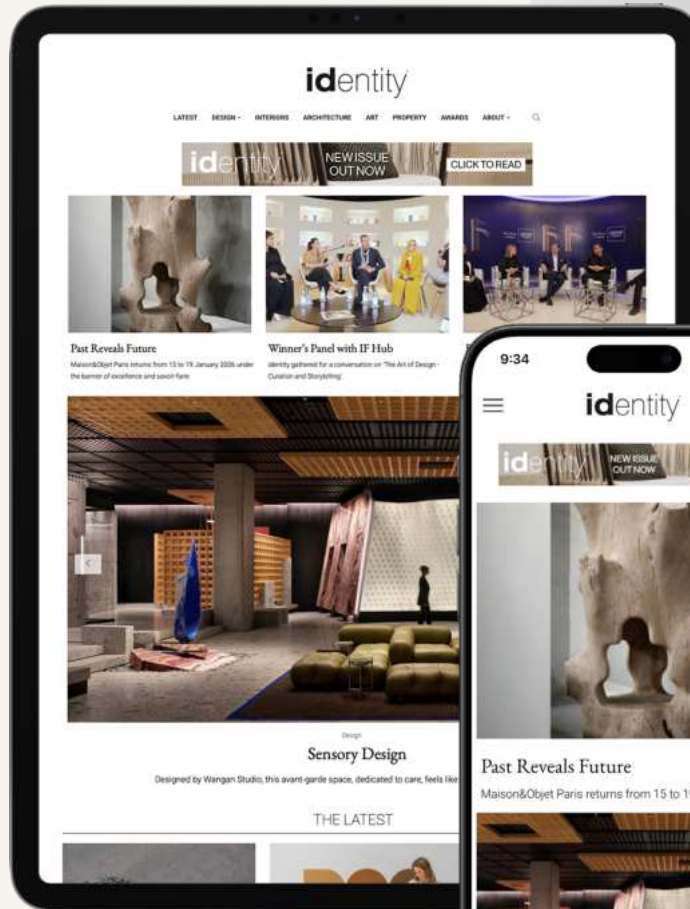 identity
LATEST DESIGN INTERIORS ARCHITECTURE ART PROPERTY AWARDS ABOUT
identity NEW ISSUE OUT NOW CLICK TO READ
Past Reveals Future
Maison&Objet Paris returns from 15 to 19 January 2026 under
the banner of excellence and savoir-faire.
Winner's Panel with IF Hub
identity gathered for a conversation on 'The Art of Design -
Curation and Storytelling'.
Design
Sensory Design
Designed by Wangan Studio, this avant-garde space, dedicated to care, feels like
THE LATEST
9:34
identity
identity NEW ISSUE OUT NOW
Past Reveals Future
Maison&Objet Paris returns from 15 to 1